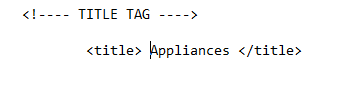 <!---- TITLE TAG ---->
<title> Appliances </title>